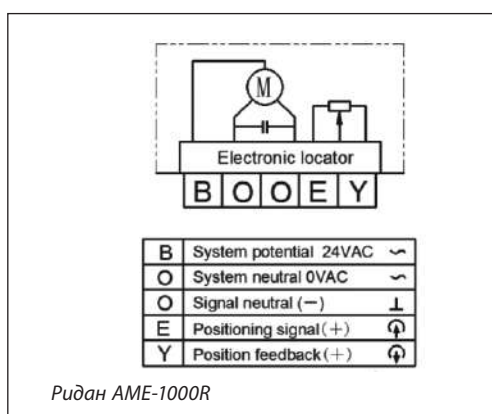 M
Electronic locator
B O O E Y
B System potential 24VAC ~
O System neutral 0VAC ~
O Signal neutral (−) ⊥
E Positioning signal (+)
Y Position feedback (+)
Ридан AME-1000R